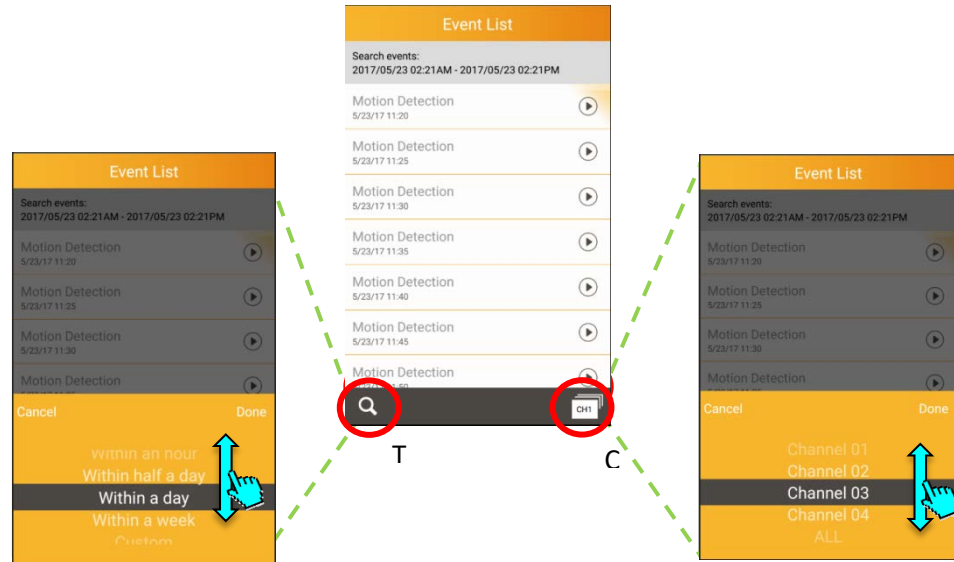 Event List
Search events:
2017/05/23 02:21AM - 2017/05/23 02:21PM
Motion Detection
5/23/17 11:20
Motion Detection
5/23/17 11:25
Motion Detection
5/23/17 11:30
Motion Detection
5/23/17 11:35
Motion Detection
5/23/17 11:40
Motion Detection
5/23/17 11:45
Motion Detection
5/23/17 11:50
CH1
T
C
Event List
Search events:
2017/05/23 02:21AM - 2017/05/23 02:21PM
Motion Detection
5/23/17 11:20
Motion Detection
5/23/17 11:25
Motion Detection
5/23/17 11:30
Motion Detection
Cancel Done
Within an hour
Within half a day
Within a day
Within a week
Custom
Event List
Search events:
2017/05/23 02:21AM - 2017/05/23 02:21PM
Motion Detection
5/23/17 11:20
Motion Detection
5/23/17 11:25
Motion Detection
5/23/17 11:30
Motion Detection
Cancel Done
Channel 01
Channel 02
Channel 03
Channel 04
ALL